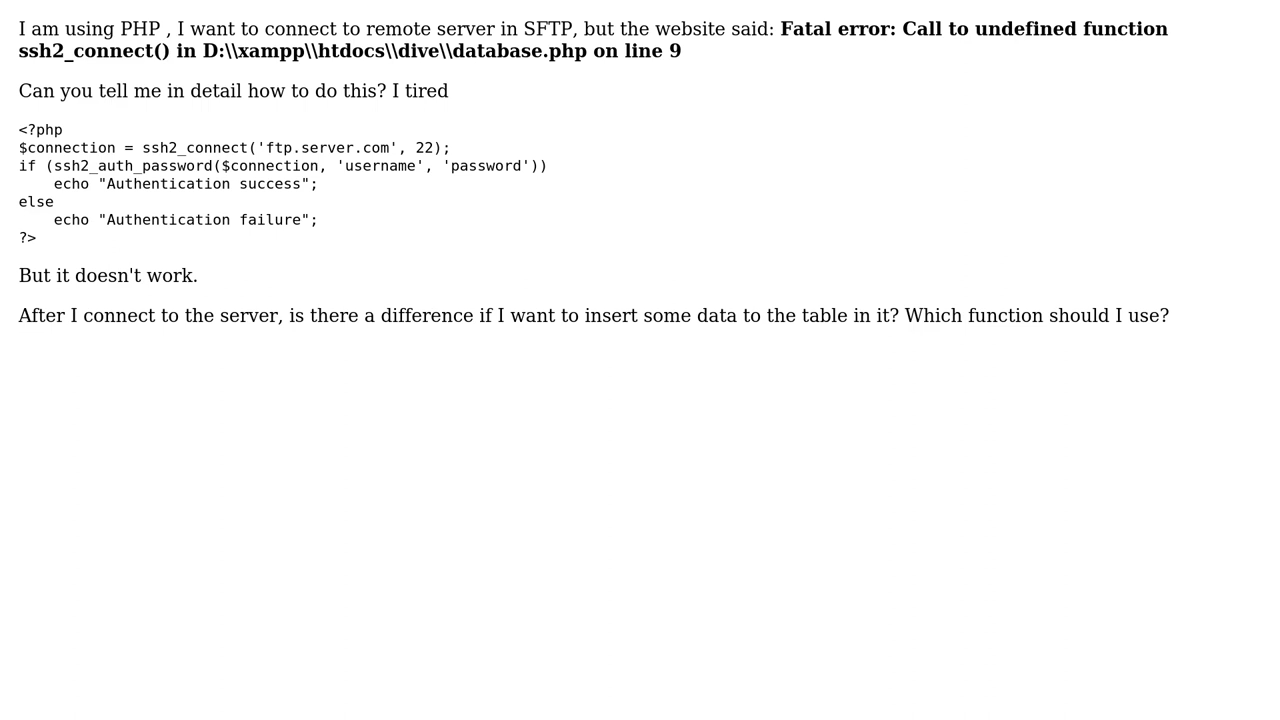 I am using PHP , I want to connect to remote server in SFTP, but the website said: Fatal error: Call to undefined function
ssh2_connect() in D:\\xampp\\htdocs\\dive\\database.php on line 9
Can you tell me in detail how to do this? I tired
<?php
$connection = ssh2_connect('ftp.server.com', 22);
if (ssh2_auth_password($connection, 'username', 'password'))
    echo "Authentication success";
else
    echo "Authentication failure";
?>
But it doesn't work.
After I connect to the server, is there a difference if I want to insert some data to the table in it? Which function should I use?